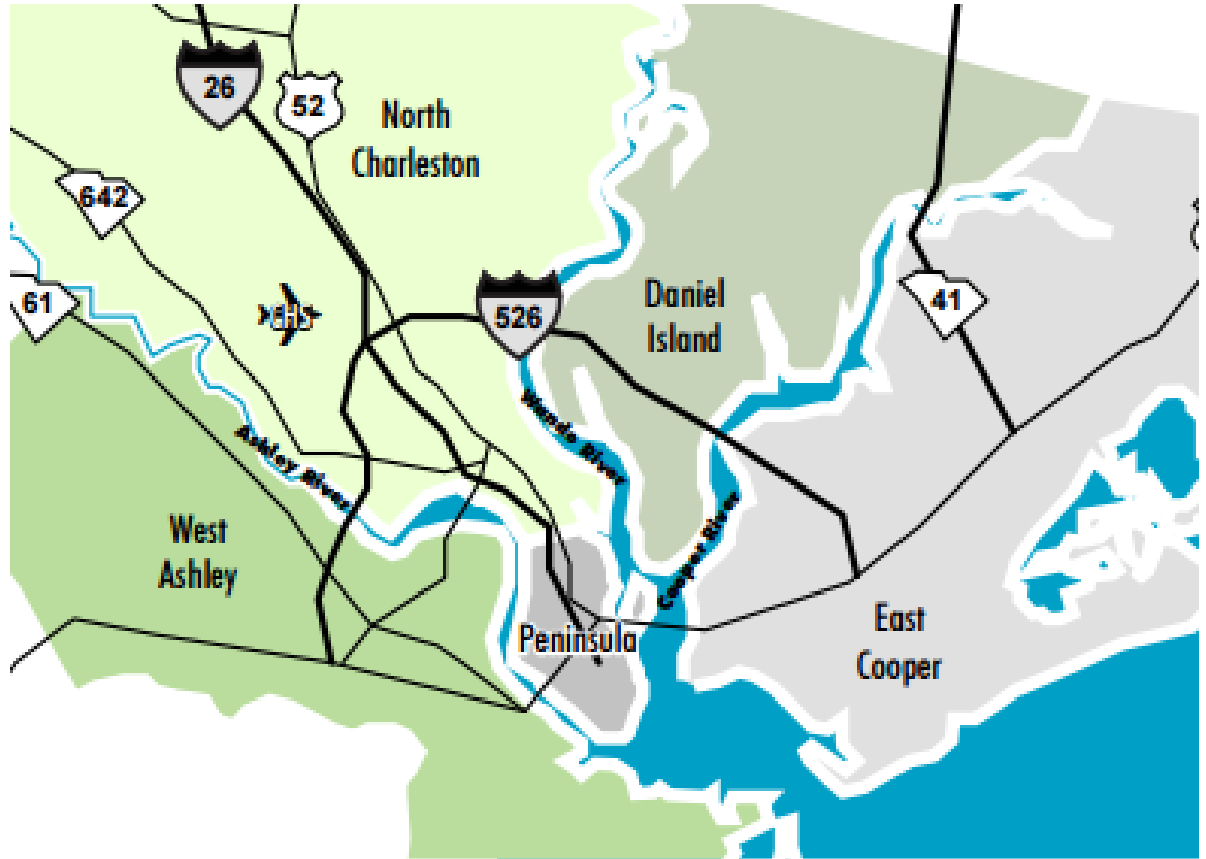 26
52
North
Charleston
642
61
CHS
526
Daniel
Island
41
Wando River
Ashley River
Cooper River
West
Ashley
Peninsula
East
Cooper